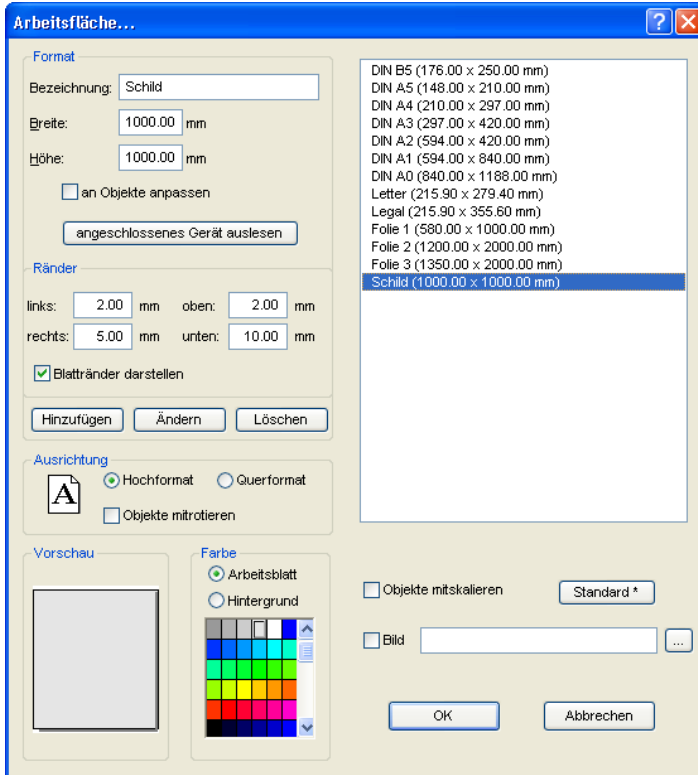 Arbeitsfläche...
Format
Bezeichnung: Schild
Breite: 1000.00 mm
Höhe: 1000.00 mm
an Objekte anpassen
angeschlossenes Gerät auslesen
Ränder
links: 2.00 mm oben: 2.00 mm
rechts: 5.00 mm unten: 10.00 mm
Blattränder darstellen
Hinzufügen Ändern Löschen
Ausrichtung
A
Hochformat Querformat
Objekte mitrotieren
Vorschau
Farbe
Arbeitsblatt
Hintergrund
DIN B5 (176.00 x 250.00 mm)
DIN A5 (148.00 x 210.00 mm)
DIN A4 (210.00 x 297.00 mm)
DIN A3 (297.00 x 420.00 mm)
DIN A2 (594.00 x 420.00 mm)
DIN A1 (594.00 x 840.00 mm)
DIN A0 (840.00 x 1188.00 mm)
Letter (215.90 x 279.40 mm)
Legal (215.90 x 355.60 mm)
Folie 1 (580.00 x 1000.00 mm)
Folie 2 (1200.00 x 2000.00 mm)
Folie 3 (1350.00 x 2000.00 mm)
Schild (1000.00 x 1000.00 mm)
Objekte mitskalieren Standard *
Bild ...
OK Abbrechen